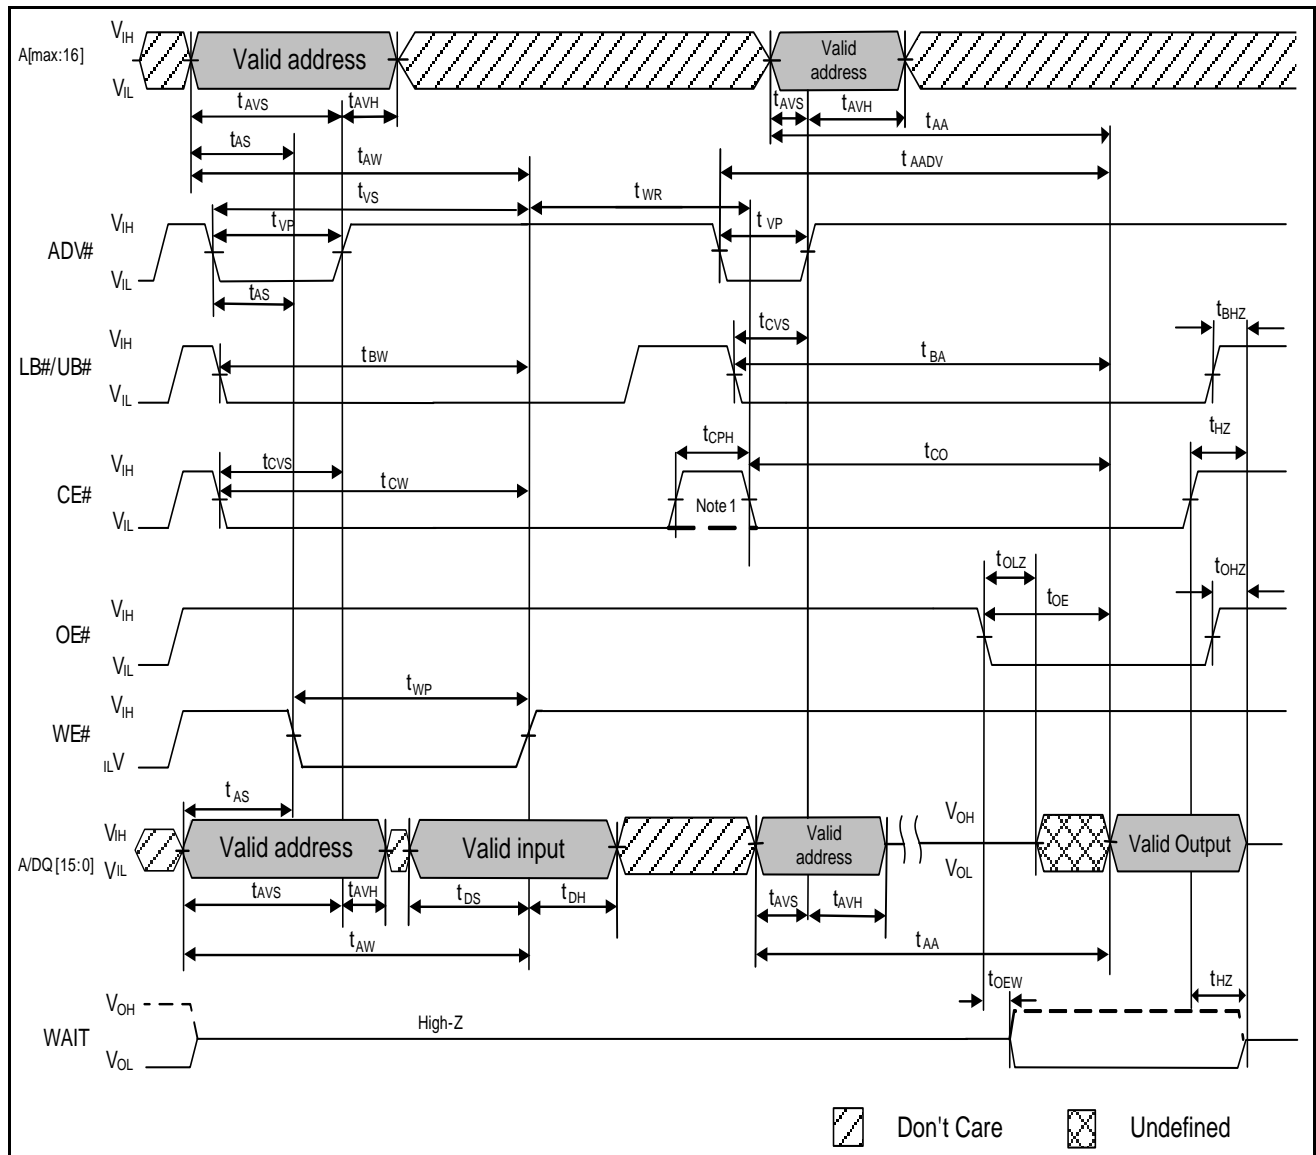 VIH
A[max:16]
Valid address
Valid
address
VIL
tAVS
tAVH
tAVS
tAVH
tAS
tAW
tAA
tAADV
tVS
tWR
VIH
ADV#
tVP
tVP
VIL
tAS
tCVS
tBHZ
VIH
LB#/UB#
tBW
tBA
VIL
tCPH
tHZ
VIH
CE#
tCVS
tCO
tCW
Note1
VIL
tOLZ
tOHZ
VIH
OE#
tOE
VIL
tWP
VIH
WE#
ILV
tAS
VIH
A/DQ[15:0]
VIL
Valid address
Valid input
Valid
address
VOH
VOL
Valid Output
tAVS
tAVH
tDS
tDH
tAVS
tAVH
tAW
tAA
tOEW
tHZ
VOH
WAIT
High-Z
VOL
Don't Care
Undefined